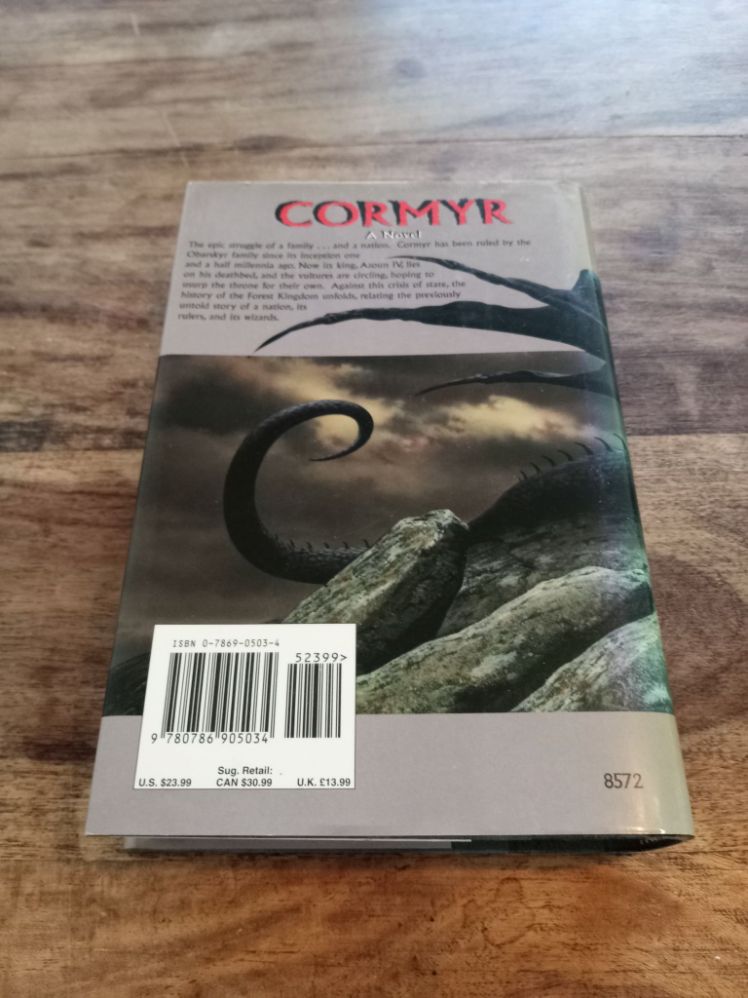 CORMYR
A Novel
The epic struggle of a family . . . and a nation. Cormyr has been ruled by the
Obarskyr family since its inception one
and a half millennia ago. Now its king, Azoun IV, lies
on his deathbed, and the vultures are circling, hoping to
usurp the throne for their own. Against this crisis of state, the
history of the Forest Kingdom unfolds, relating the previously
untold story of a nation, its
rulers, and its wizards.
ISBN 0-7869-0503-4
52399>
9 780786 905034
Sug. Retail:
U.S. $23.99 CAN $30.99 U.K. £13.99
8572